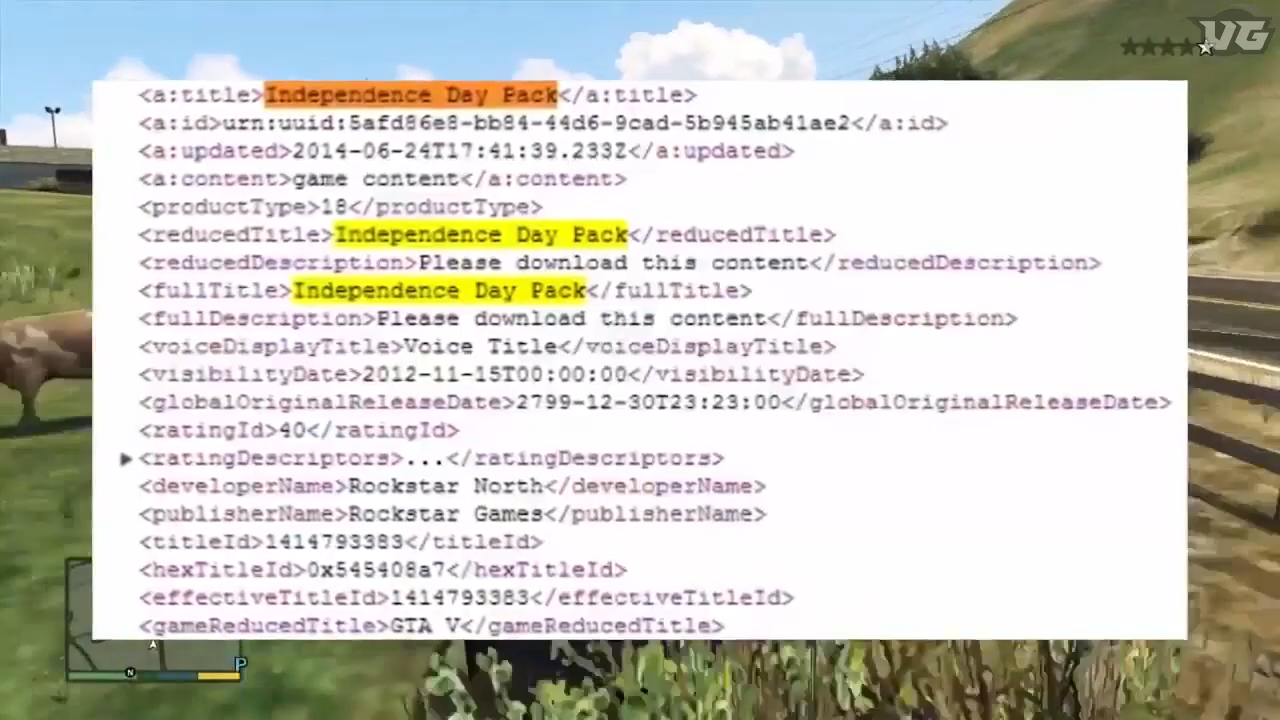 VG
<a:title>Independence Day Pack</a:title>
<a:id>urn:uuid:5afd86e8-bb84-44d6-9cad-5b945ab41ae2</a:id>
<a:updated>2014-06-24T17:41:39.233Z</a:updated>
<a:content>game content</a:content>
<productType>18</productType>
<reducedTitle>Independence Day Pack</reducedTitle>
<reducedDescription>Please download this content</reducedDescription>
<fullTitle>Independence Day Pack</fullTitle>
<fullDescription>Please download this content</fullDescription>
<voiceDisplayTitle>Voice Title</voiceDisplayTitle>
<visibilityDate>2012-11-15T00:00:00</visibilityDate>
<globalOriginalReleaseDate>2799-12-30T23:23:00</globalOriginalReleaseDate>
<ratingId>40</ratingId>
<ratingDescriptors>...</ratingDescriptors>
<developerName>Rockstar North</developerName>
<publisherName>Rockstar Games</publisherName>
<titleId>1414793383</titleId>
<hexTitleId>0x545408a7</hexTitleId>
<effectiveTitleId>1414793383</effectiveTitleId>
<gameReducedTitle>GTA V</gameReducedTitle>
P
N